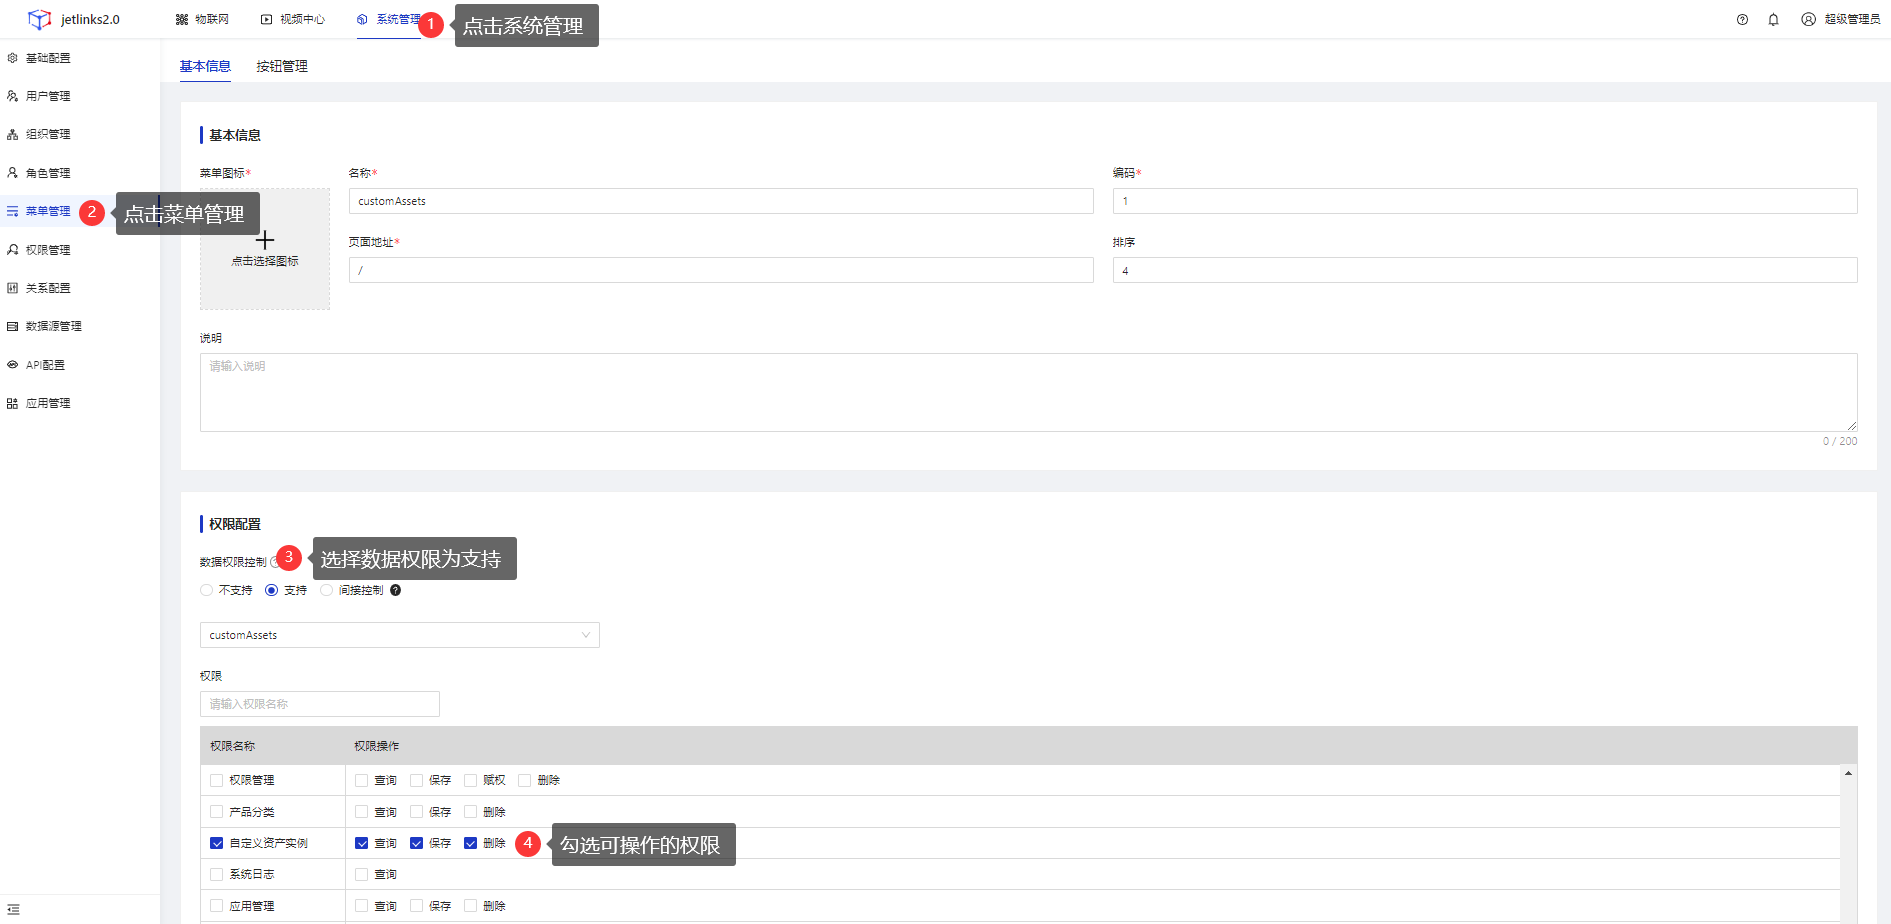 jetlinks2.0
物联网
视频中心
系统管理
1
点击系统管理
超级管理员
基础配置
用户管理
组织管理
角色管理
菜单管理
2
点击菜单管理
权限管理
关系配置
数据源管理
API配置
应用管理
基本信息 按钮管理
基本信息
菜单图标*
点击选择图标
名称*
customAssets
编码*
1
页面地址*
/
排序
4
说明
请输入说明
0 / 200
权限配置
数据权限控制
3
选择数据权限为支持
不支持 支持 间接控制
customAssets
权限
请输入权限名称
权限名称 权限操作
权限管理 查询 保存 赋权 删除
产品分类 查询 保存 删除
自定义资产实例 查询 保存 删除
4
勾选可操作的权限
系统日志 查询
应用管理 查询 保存 删除